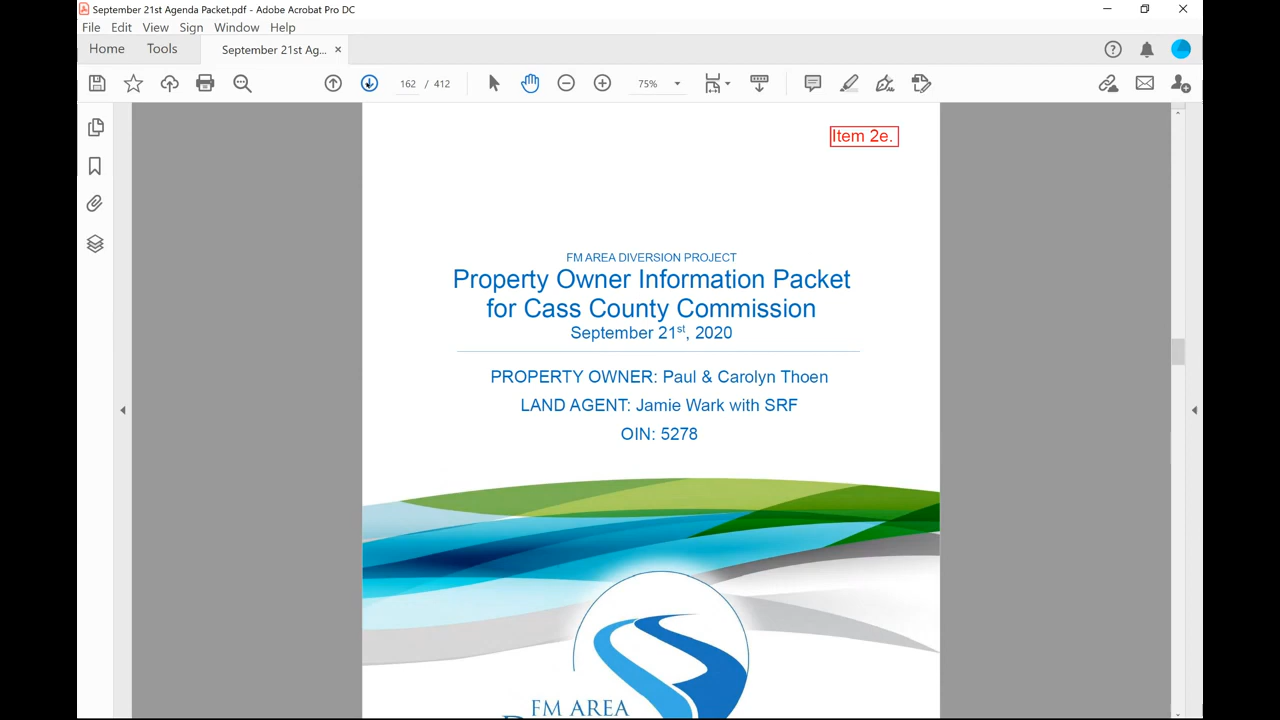 September 21st Agenda Packet.pdf - Adobe Acrobat Pro DC
File Edit View Sign Window Help
Home Tools September 21st Ag... ×
162 / 412 75%
Item 2e.
FM AREA DIVERSION PROJECT
Property Owner Information Packet
for Cass County Commission
September 21st, 2020
PROPERTY OWNER: Paul & Carolyn Thoen
LAND AGENT: Jamie Wark with SRF
OIN: 5278
FM AREA